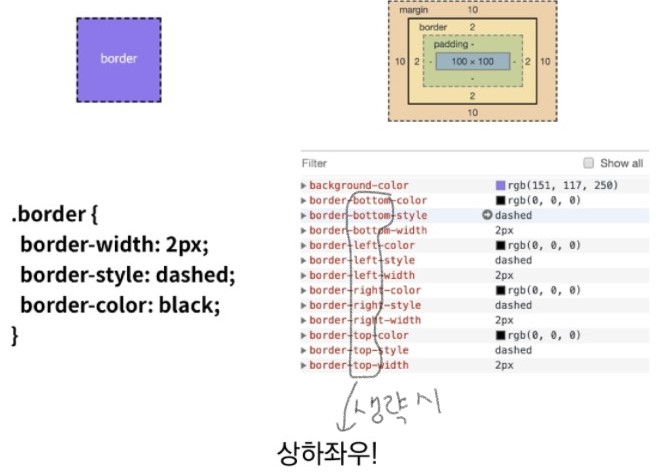 border
margin 10
border 2
padding -
10 2 - 100 × 100 - 2 10
-
2
10
Filter Show all
background-color rgb(151, 117, 250)
border-bottom-color rgb(0, 0, 0)
border-bottom-style dashed
border-bottom-width 2px
border-left-color rgb(0, 0, 0)
border-left-style dashed
border-left-width 2px
border-right-color rgb(0, 0, 0)
border-right-style dashed
border-right-width 2px
border-top-color rgb(0, 0, 0)
border-top-style dashed
border-top-width 2px
.border {
border-width: 2px;
border-style: dashed;
border-color: black;
}
생략 시
상하좌우!